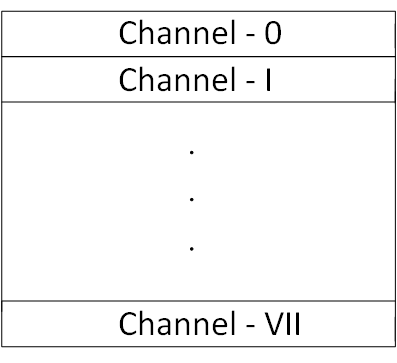 Channel - 0
Channel - I
.
.
.
Channel - VII